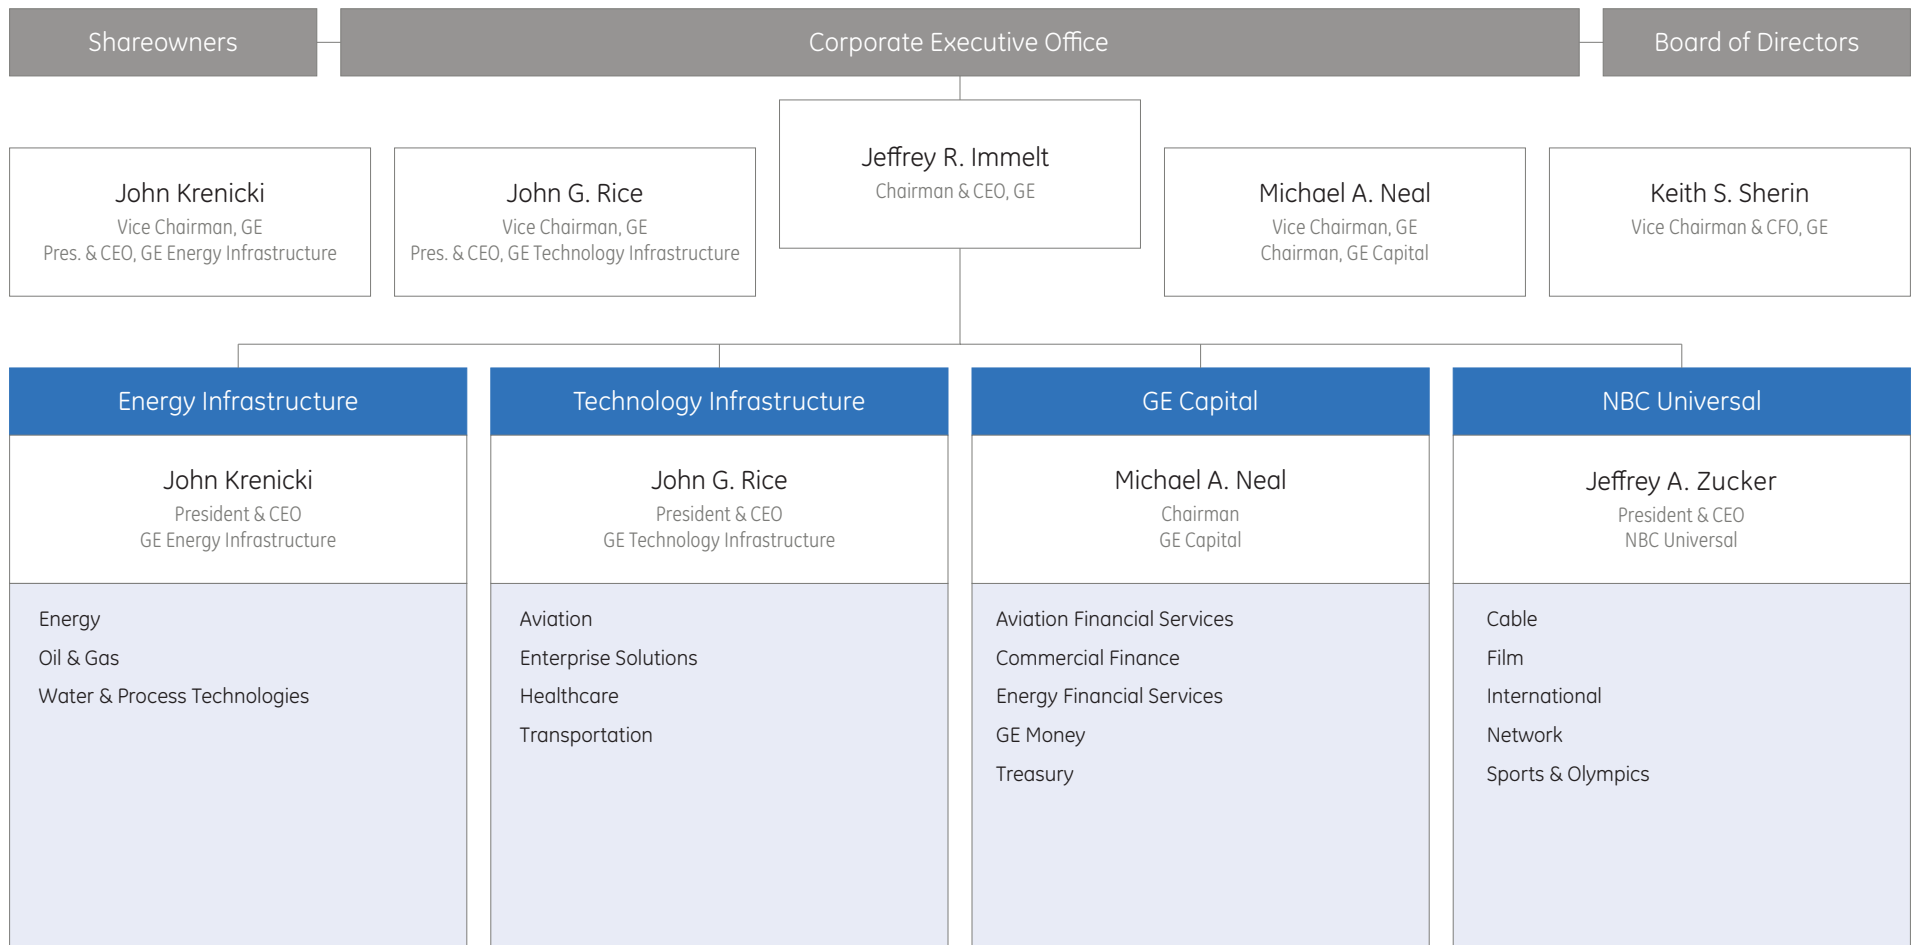 Shareowners
Corporate Executive Office
Board of Directors
Jeffrey R. Immelt
Chairman & CEO, GE
John Krenicki
Vice Chairman, GE
Pres. & CEO, GE Energy Infrastructure
John G. Rice
Vice Chairman, GE
Pres. & CEO, GE Technology Infrastructure
Michael A. Neal
Vice Chairman, GE
Chairman, GE Capital
Keith S. Sherin
Vice Chairman & CFO, GE
Energy Infrastructure
John Krenicki
President & CEO
GE Energy Infrastructure
Energy
Oil & Gas
Water & Process Technologies
Technology Infrastructure
John G. Rice
President & CEO
GE Technology Infrastructure
Aviation
Enterprise Solutions
Healthcare
Transportation
GE Capital
Michael A. Neal
Chairman
GE Capital
Aviation Financial Services
Commercial Finance
Energy Financial Services
GE Money
Treasury
NBC Universal
Jeffrey A. Zucker
President & CEO
NBC Universal
Cable
Film
International
Network
Sports & Olympics